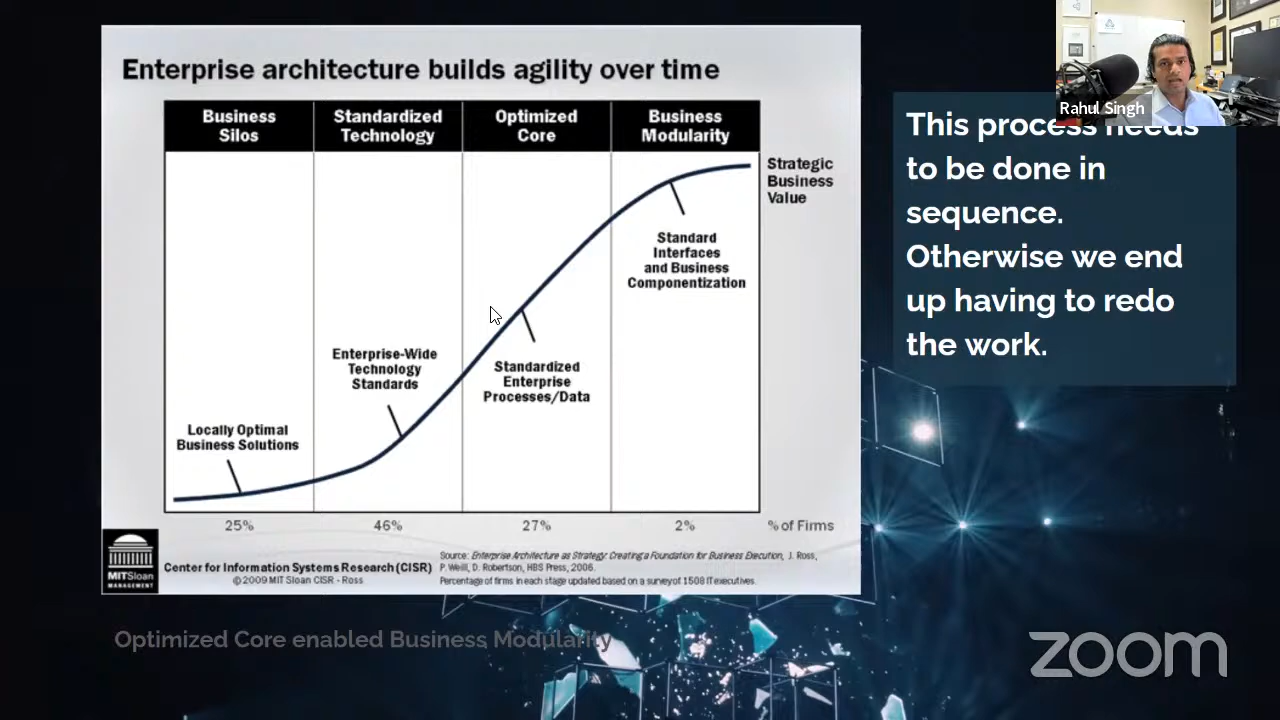 Enterprise architecture builds agility over time
Business
Silos
Standardized
Technology
Optimized
Core
Business
Modularity
Strategic
Business
Value
Standard
Interfaces
and Business
Componentization
Enterprise-Wide
Technology
Standards
Standardized
Enterprise
Processes/Data
Locally Optimal
Business Solutions
25%
46%
27%
2%
% of Firms
MITSloan
MANAGEMENT
Center for Information Systems Research (CISR)
© 2009 MIT Sloan CISR - Ross
Source: Enterprise Architecture as Strategy: Creating a Foundation for Business Execution, J. Ross,
P. Weill, D. Robertson, HBS Press, 2006.
Percentage of firms in each stage updated based on a survey of 1508 IT executives.
Optimized Core enabled Business Modularity
Rahul Singh
This process needs
to be done in
sequence.
Otherwise we end
up having to redo
the work.
zoom